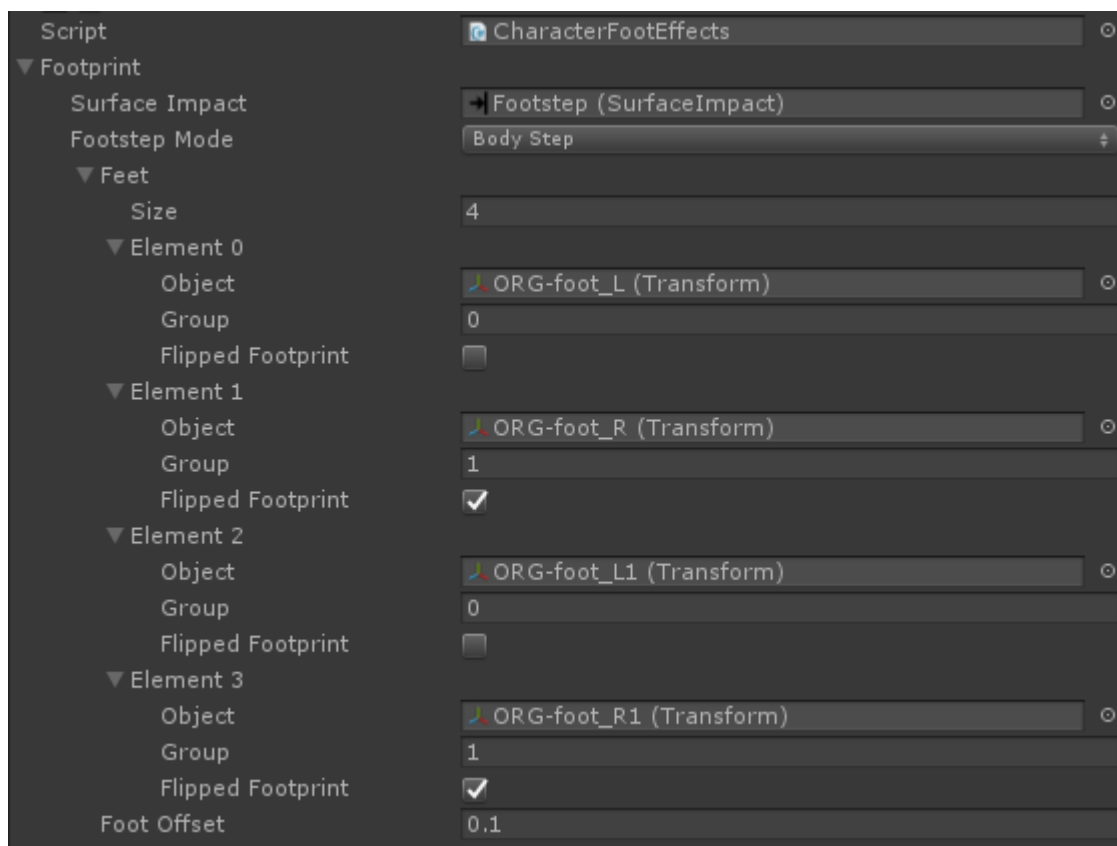 Script CharacterFootEffects
Footprint
Surface Impact Footstep (SurfaceImpact)
Footstep Mode Body Step
Feet
Size 4
Element 0
Object ORG-foot_L (Transform)
Group 0
Flipped Footprint
Element 1
Object ORG-foot_R (Transform)
Group 1
Flipped Footprint
Element 2
Object ORG-foot_L1 (Transform)
Group 0
Flipped Footprint
Element 3
Object ORG-foot_R1 (Transform)
Group 1
Flipped Footprint
Foot Offset 0.1